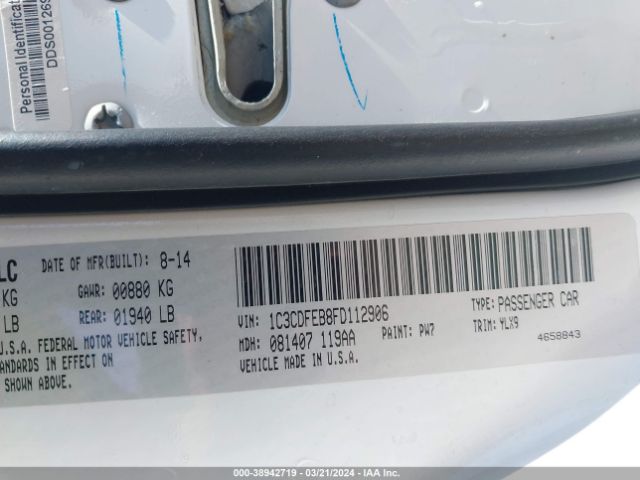 Personal Identificat
DDS001269
LC
DATE OF MFR(BUILT): 8-14
KG GAWR: 00880 KG
LB REAR: 01940 LB
U.S.A. FEDERAL MOTOR VEHICLE SAFETY,
TANDARDS IN EFFECT ON
SHOWN ABOVE.
VIN: 1C3CDFEB8FD112906
TYPE: PASSENGER CAR
MDH: 081407 119AA
PAINT: PW7
TRIM: YLX9
VEHICLE MADE IN U.S.A.
4658843
000-38942719 - 03/21/2024 - IAA Inc.